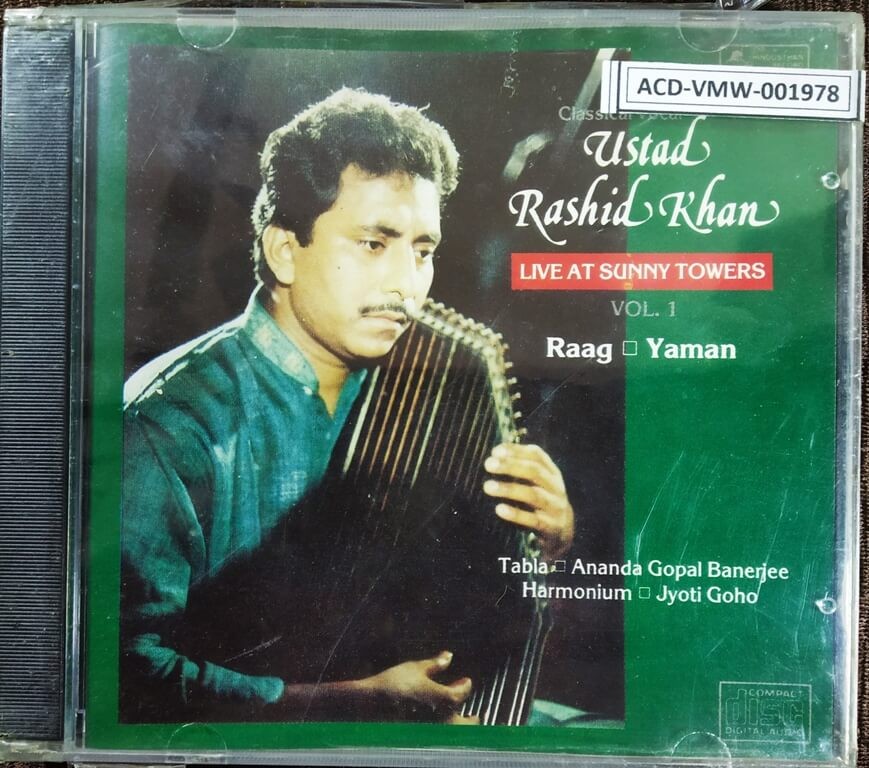 HINDUSTHAN
ACD-VMW-001978
Classical Vocal
Ustad
Rashid Khan
LIVE AT SUNNY TOWERS
VOL. 1
Raag □ Yaman
Tabla □ Ananda Gopal Banerjee
Harmonium □ Jyoti Goho
COMPACT
disc
DIGITAL AUDIO